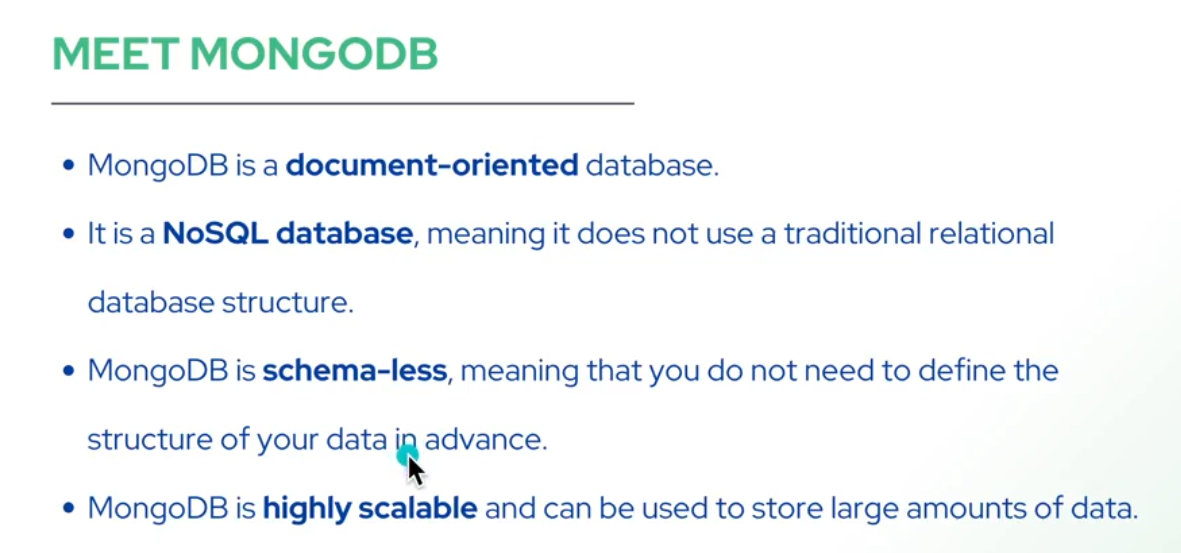 MEET MONGODB
• MongoDB is a document-oriented database.
• It is a NoSQL database, meaning it does not use a traditional relational
database structure.
• MongoDB is schema-less, meaning that you do not need to define the
structure of your data in advance.
• MongoDB is highly scalable and can be used to store large amounts of data.